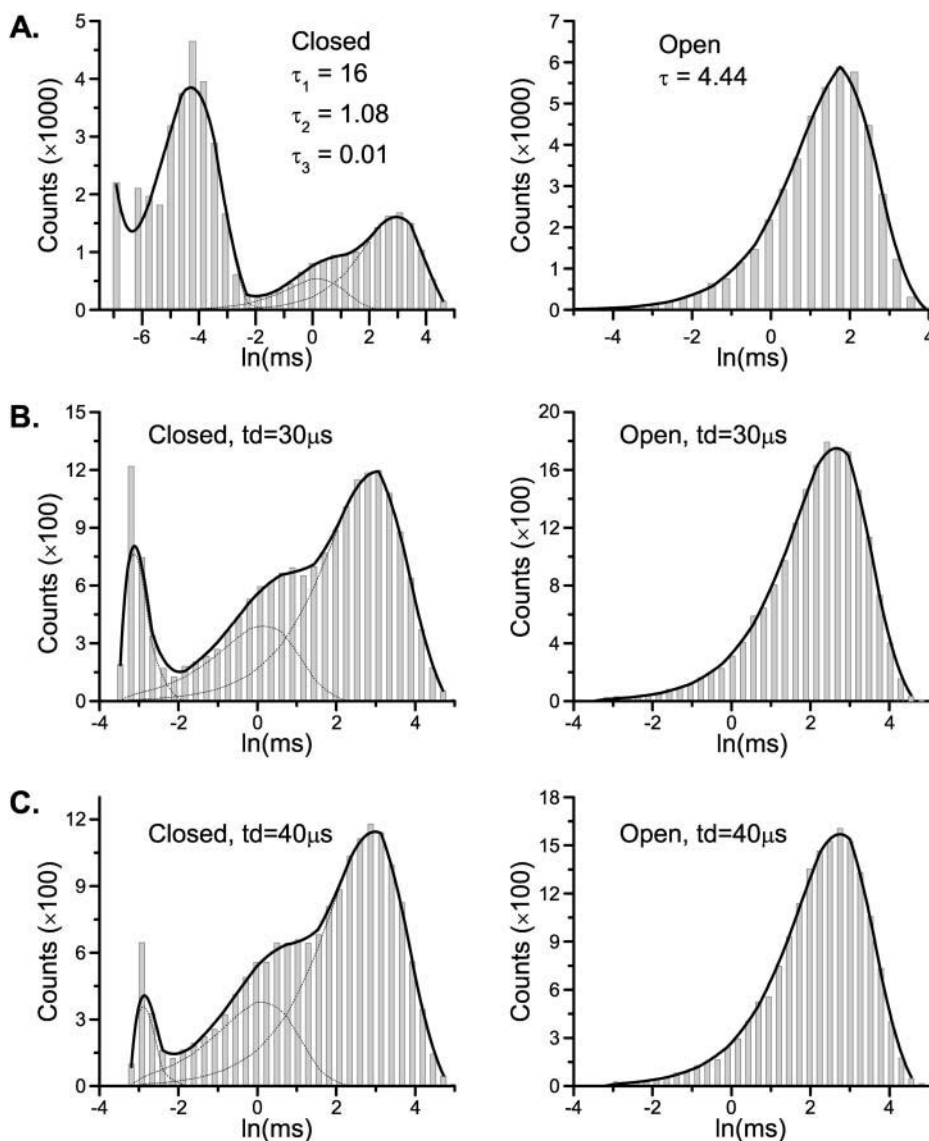 A.
Closed
τ1 = 16
τ2 = 1.08
τ3 = 0.01
Counts (×1000)
5
4
3
2
1
0
-6 -4 -2 0 2 4
ln(ms)
Open
τ = 4.44
Counts (×1000)
7
6
5
4
3
2
1
0
-4 -2 0 2 4
ln(ms)
B.
Closed, td=30μs
Counts (×100)
15
12
9
6
3
0
-4 -2 0 2 4
ln(ms)
Open, td=30μs
Counts (×100)
20
16
12
8
4
0
-4 -2 0 2 4
ln(ms)
C.
Closed, td=40μs
Counts (×100)
12
9
6
3
0
-4 -2 0 2 4
ln(ms)
Open, td=40μs
Counts (×100)
18
15
12
9
6
3
0
-4 -2 0 2 4
ln(ms)